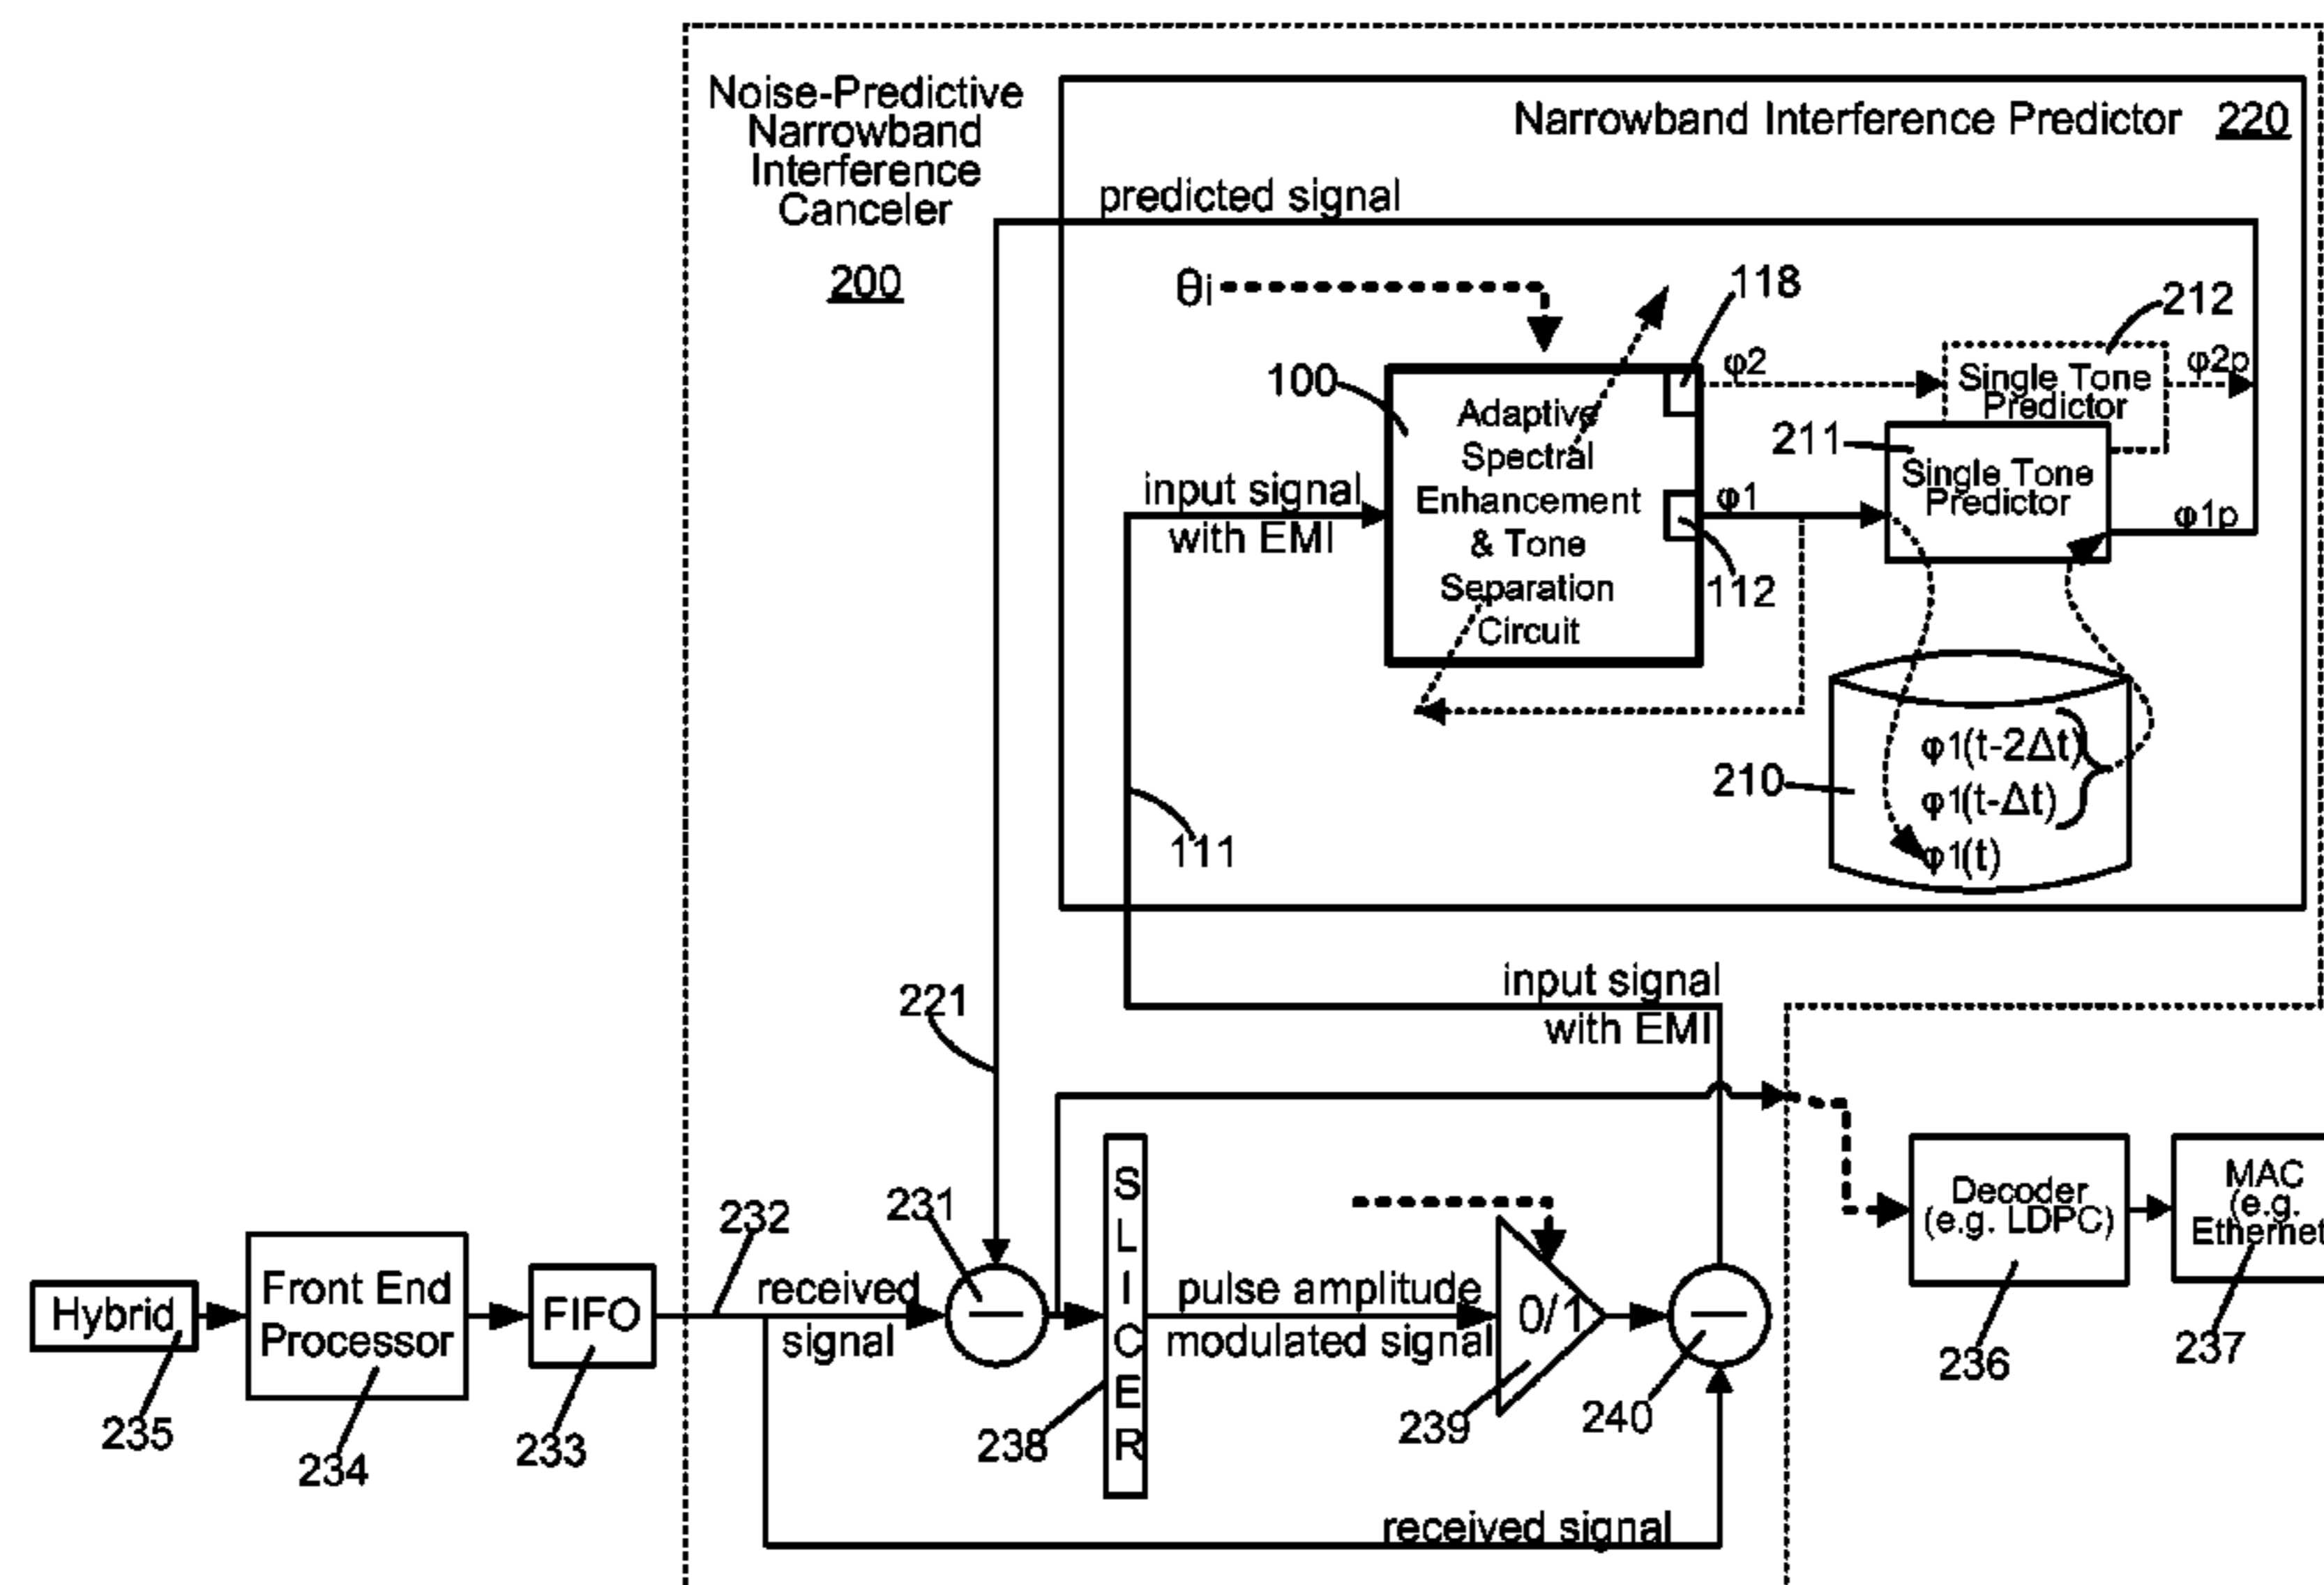 Noise-Predictive
Narrowband
Interference
Canceler
200
Narrowband Interference Predictor 220
predicted signal
θi
118
212
100
φ2
Single Tone
Predictor
φ2p
Adaptive
Spectral
Enhancement
& Tone
Separation
Circuit
211
input signal
with EMI
φ1
Single Tone
Predictor
φ1p
112
φ1(t-2Δt)
φ1(t-Δt)
φ1(t)
210
111
221
input signal
with EMI
232
231
received
signal
S
L
I
C
E
R
pulse amplitude
modulated signal
0/1
Decoder
(e.g. LDPC)
MAC
(e.g.
Ethernet
Hybrid
Front End
Processor
FIFO
235
234
233
238
239
240
236
237
received signal